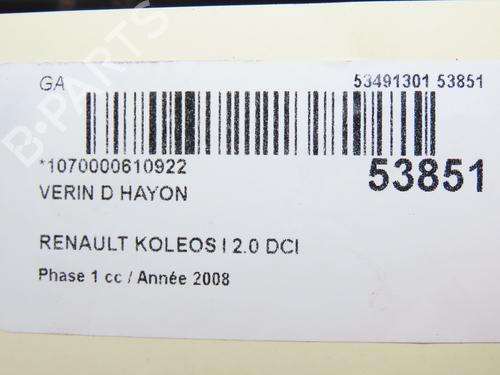 GA
53491301 53851
*1070000610922
53851
VERIN D HAYON
RENAULT KOLEOS I 2.0 DCI
Phase 1 cc / Année 2008
B-PARTS